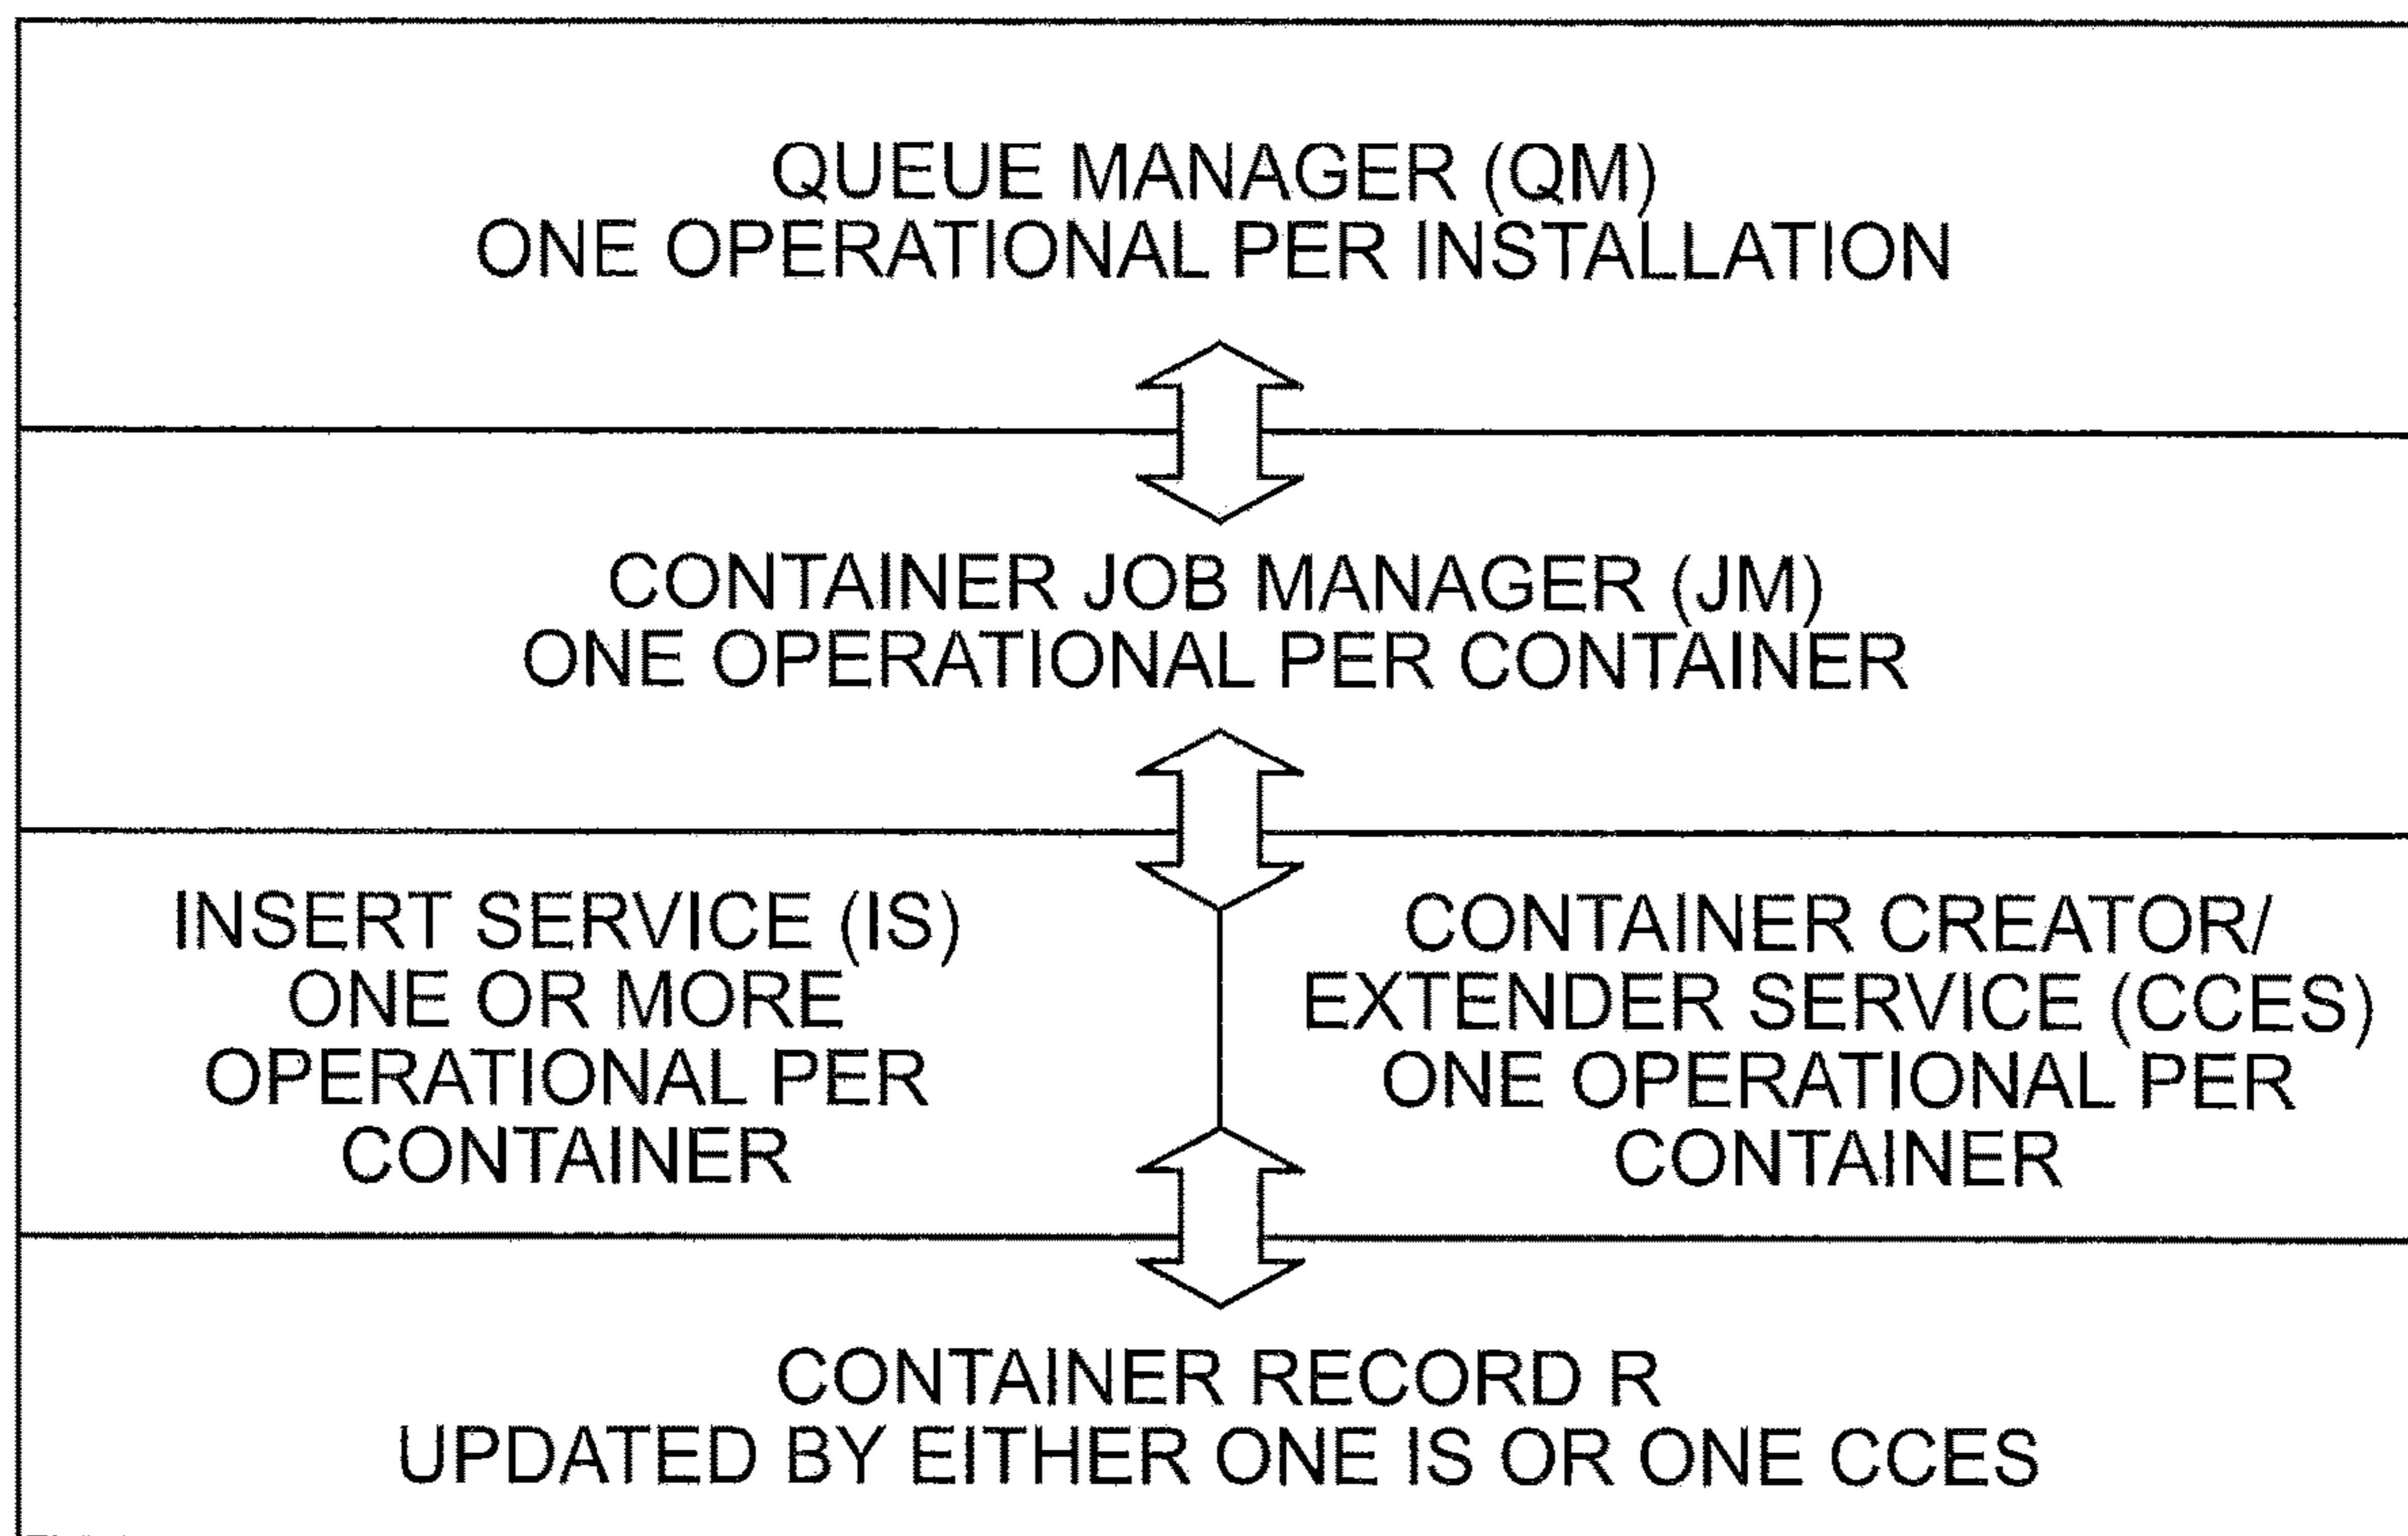 QUEUE MANAGER (QM)
ONE OPERATIONAL PER INSTALLATION
CONTAINER JOB MANAGER (JM)
ONE OPERATIONAL PER CONTAINER
INSERT SERVICE (IS)
ONE OR MORE
OPERATIONAL PER
CONTAINER
CONTAINER CREATOR/
EXTENDER SERVICE (CCES)
ONE OPERATIONAL PER
CONTAINER
CONTAINER RECORD R
UPDATED BY EITHER ONE IS OR ONE CCES